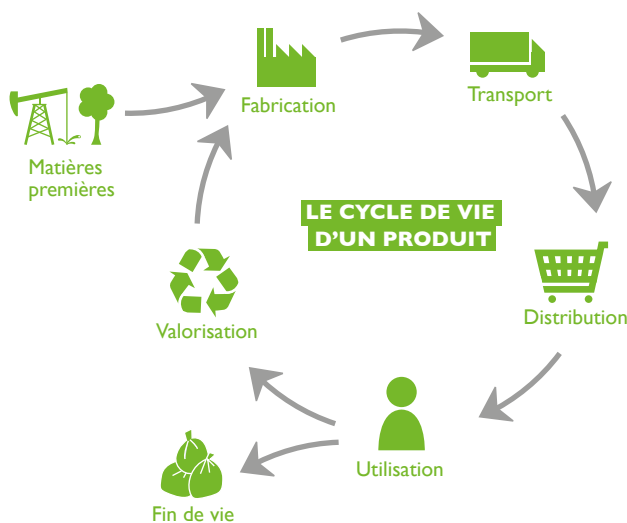 Fabrication
Transport
Matières
premières
LE CYCLE DE VIE
D'UN PRODUIT
Distribution
Valorisation
Utilisation
Fin de vie